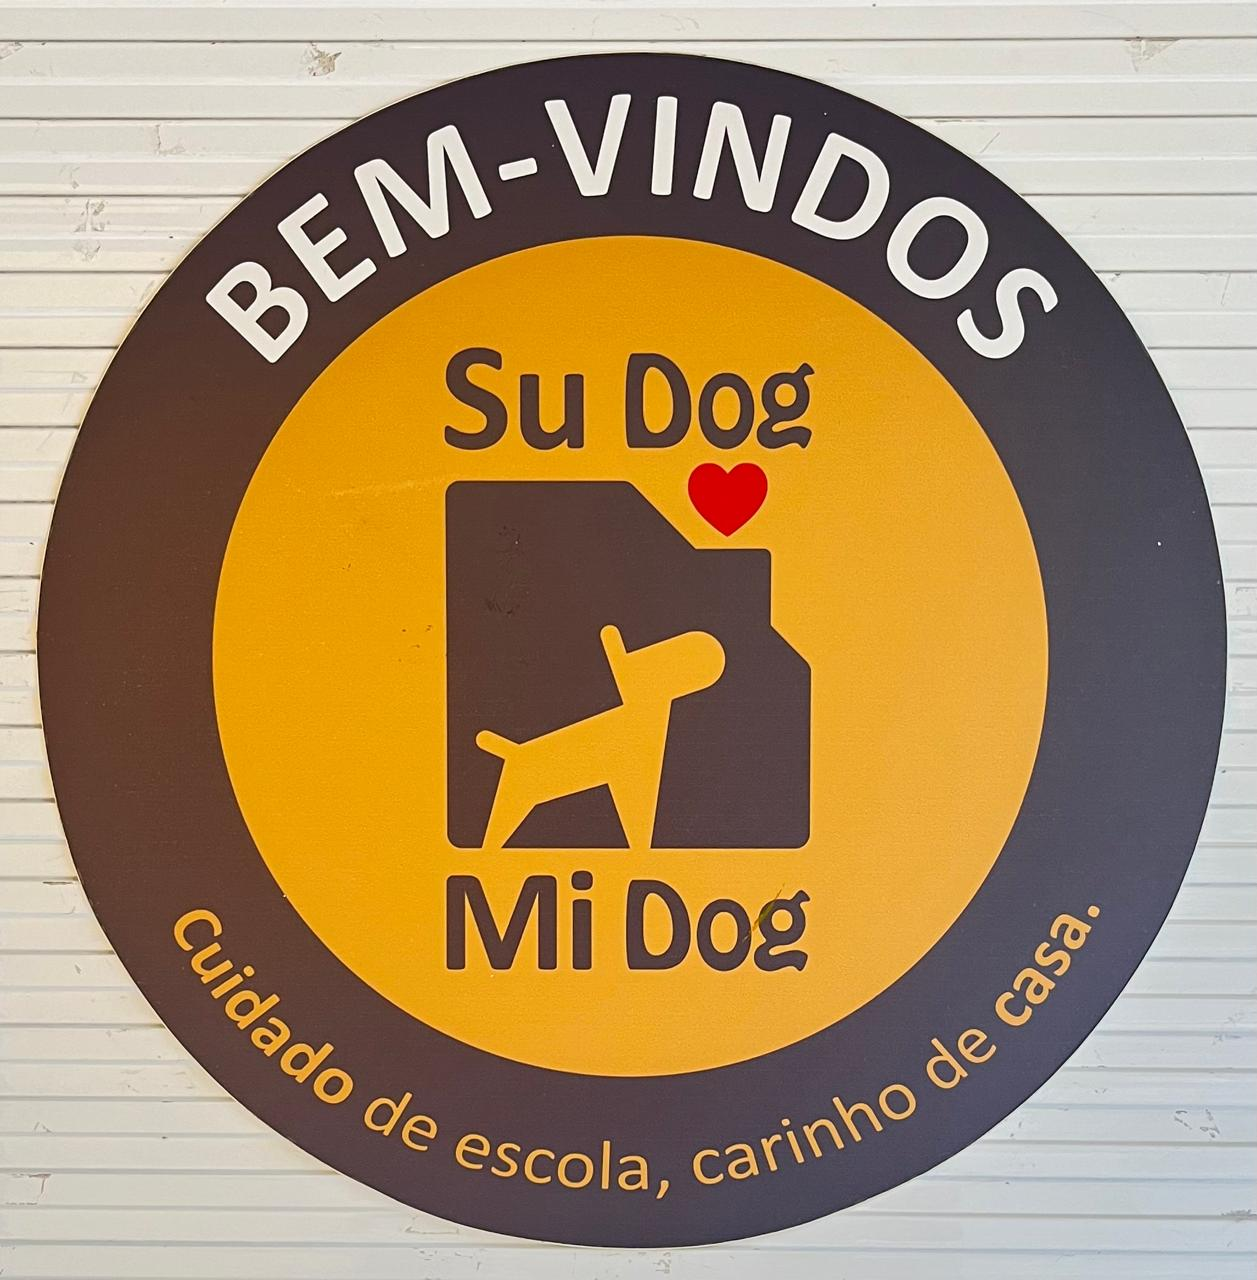 BEM-VINDOS
Su Dog
Mi Dog
Cuidado de escola, carinho de casa.